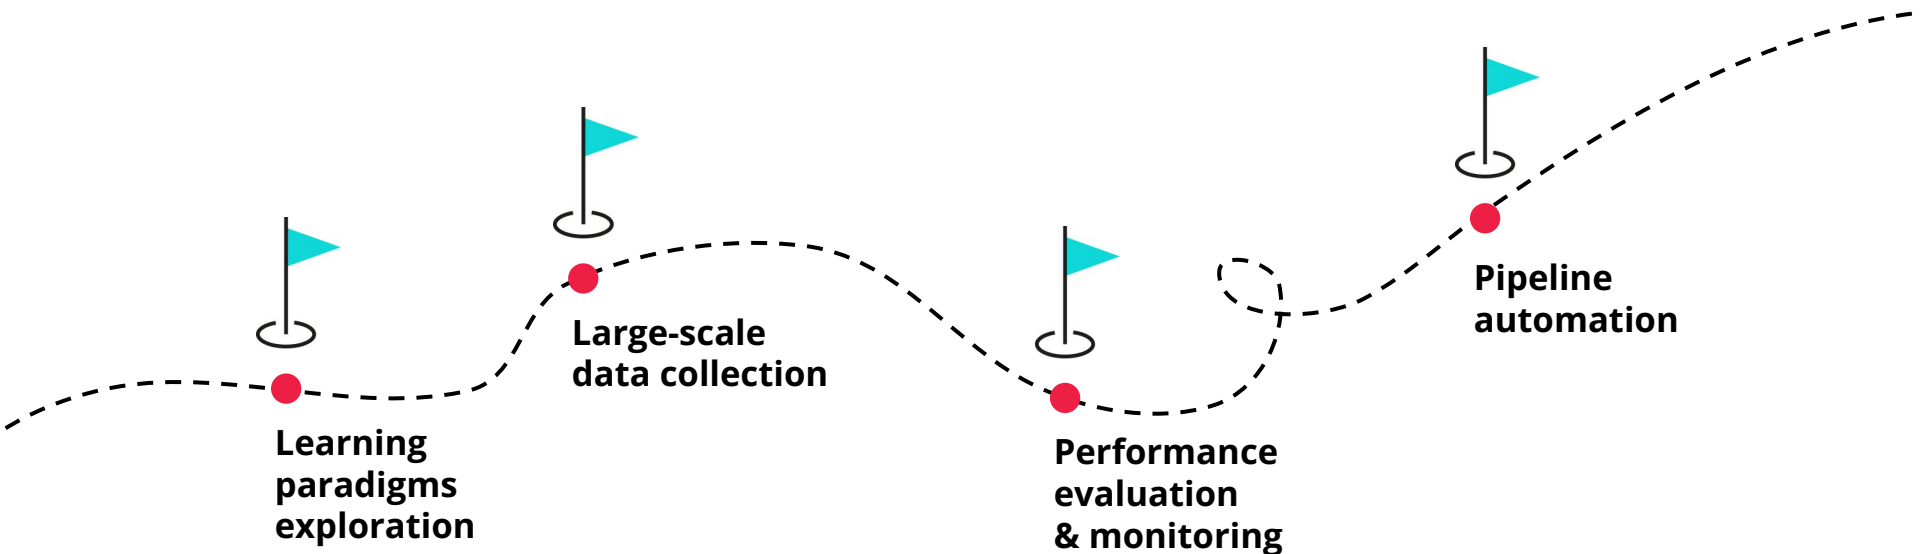 Learning
paradigms
exploration
Large-scale
data collection
Performance
evaluation
& monitoring
Pipeline
automation